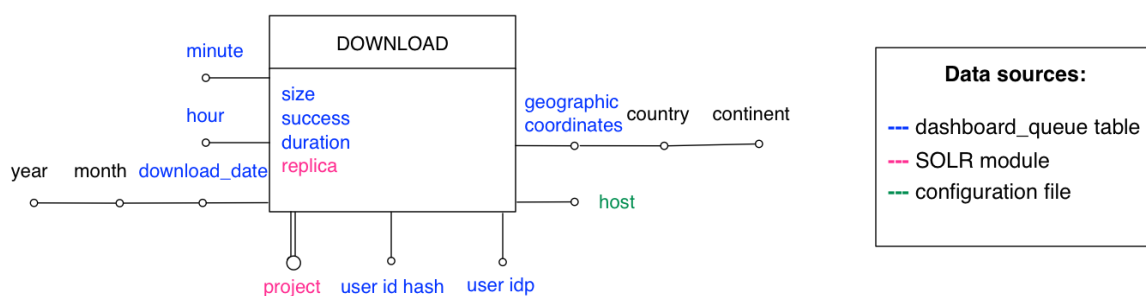 DOWNLOAD
minute
size
success
duration
replica
hour
year
month
download_date
geographic
coordinates
country
continent
host
project
user id hash
user idp
Data sources:
--- dashboard_queue table
--- SOLR module
--- configuration file